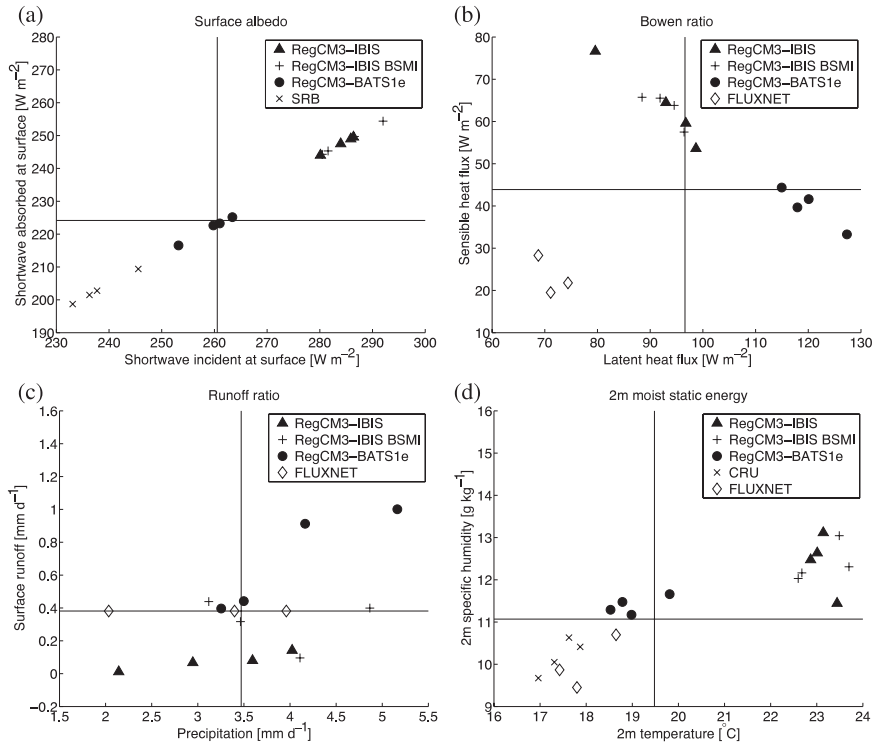 (a)
Surface albedo
Shortwave absorbed at surface [W m−2]
280
270
260
250
240
230
220
210
200
190
RegCM3−IBIS
RegCM3−IBIS BSMI
RegCM3−BATS1e
SRB
230 240 250 260 270 280 290 300
Shortwave incident at surface [W m−2]
(b)
Bowen ratio
Sensible heat flux [W m−2]
80
70
60
50
40
30
20
10
RegCM3−IBIS
RegCM3−IBIS BSMI
RegCM3−BATS1e
FLUXNET
60 70 80 90 100 110 120 130
Latent heat flux [W m−2]
(c)
Runoff ratio
Surface runoff [mm d−1]
1.6
1.4
1.2
1
0.8
0.6
0.4
0.2
0
−0.2
RegCM3−IBIS
RegCM3−IBIS BSMI
RegCM3−BATS1e
FLUXNET
1.5 2 2.5 3 3.5 4 4.5 5 5.5
Precipitation [mm d−1]
(d)
2m moist static energy
2m specific humidity [g kg−1]
16
15
14
13
12
11
10
9
RegCM3−IBIS
RegCM3−IBIS BSMI
RegCM3−BATS1e
CRU
FLUXNET
16 17 18 19 20 21 22 23 24
2m temperature [°C]